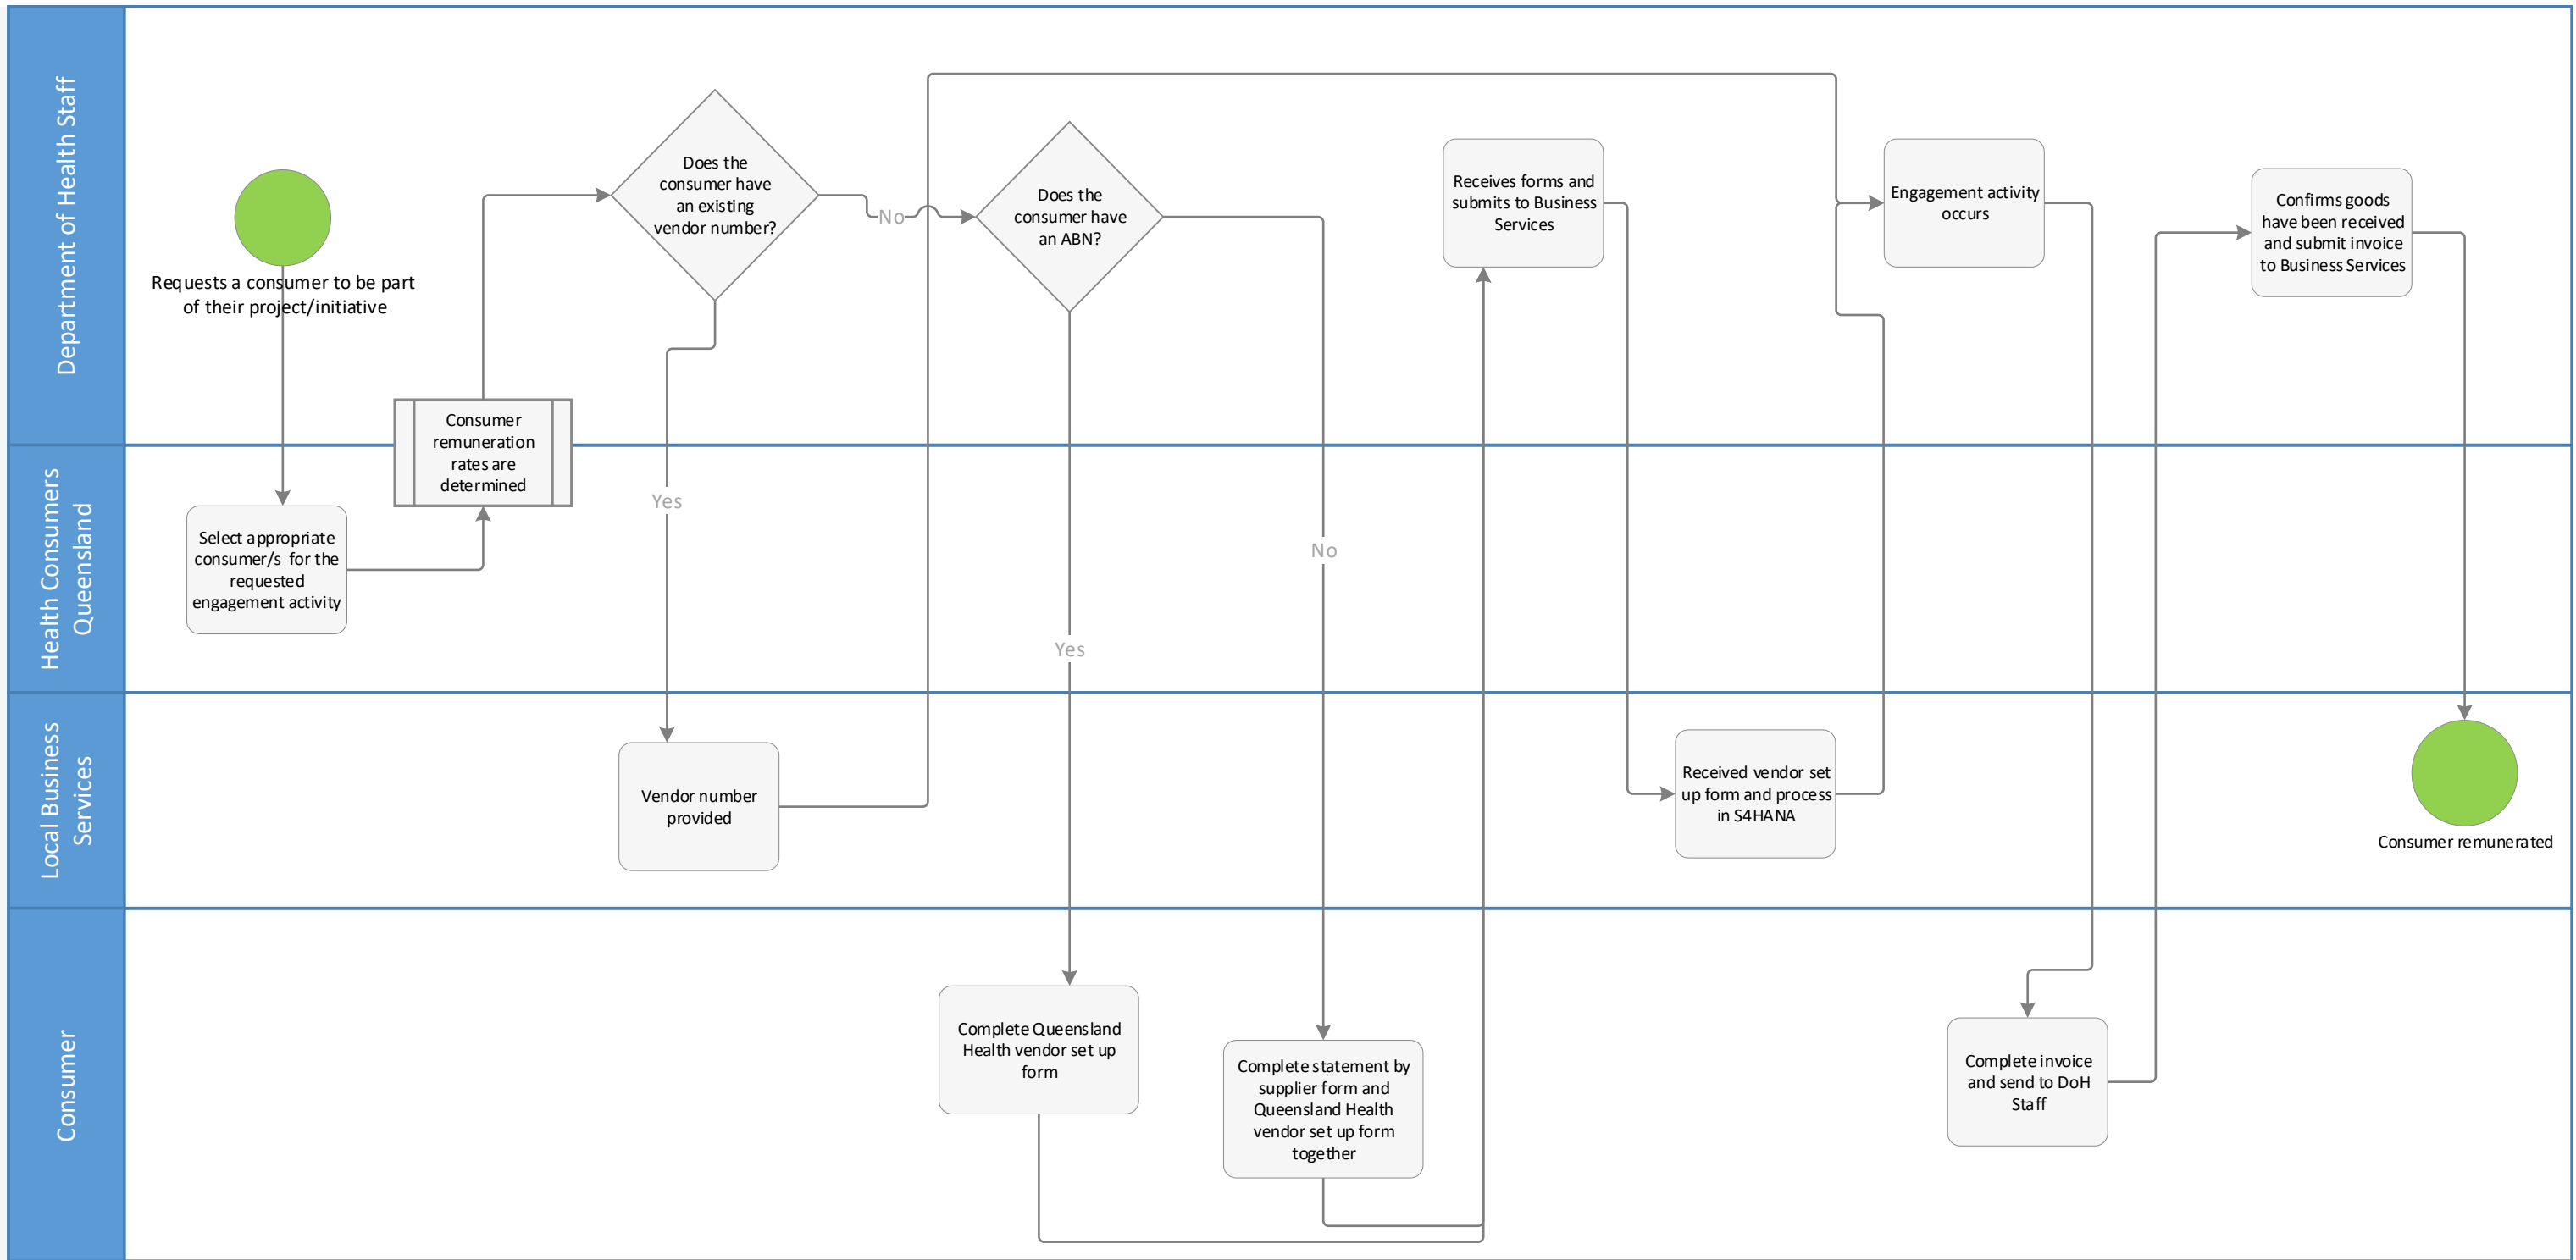 Department of Health Staff
Requests a consumer to be part
of their project/initiative
Does the
consumer have
an existing
vendor number?
No
Does the
consumer have
an ABN?
Receives forms and
submits to Business
Services
Engagement activity
occurs
Confirms goods
have been received
and submit invoice
to Business Services
Consumer
remuneration
rates are
determined
Health Consumers
Queensland
Select appropriate
consumer/s for the
requested
engagement activity
Yes
No
Yes
Local Business
Services
Vendor number
provided
Received vendor set
up form and process
in S4HANA
Consumer remunerated
Consumer
Complete Queensland
Health vendor set up
form
Complete statement by
supplier form and
Queensland Health
vendor set up form
together
Complete invoice
and send to DoH
Staff